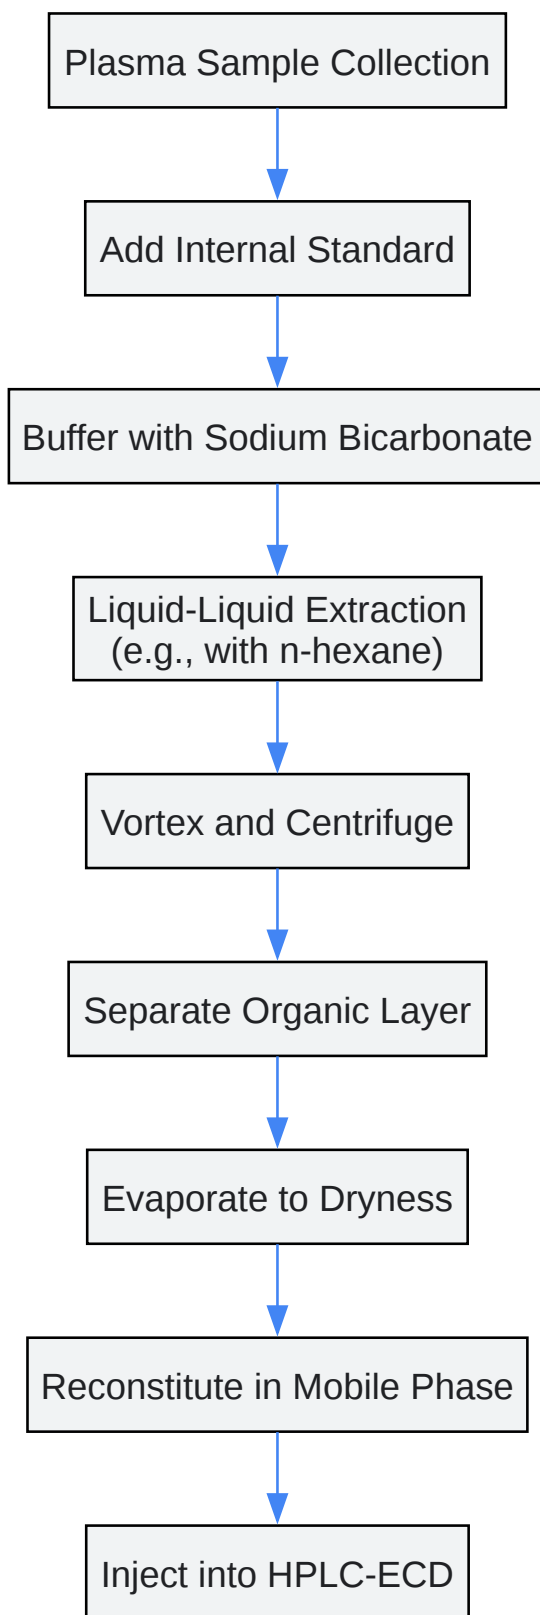 Plasma Sample Collection
Add Internal Standard
Buffer with Sodium Bicarbonate
Liquid-Liquid Extraction
(e.g., with n-hexane)
Vortex and Centrifuge
Separate Organic Layer
Evaporate to Dryness
Reconstitute in Mobile Phase
Inject into HPLC-ECD